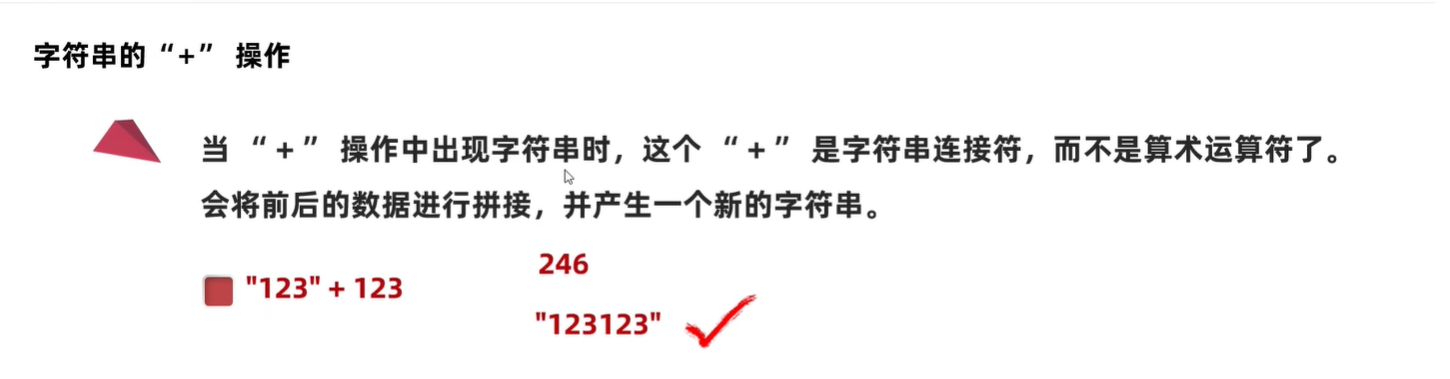 字符串的“+” 操作
当 “+” 操作中出现字符串时，这个 “+” 是字符串连接符，而不是算术运算符了。
会将前后的数据进行拼接，并产生一个新的字符串。
"123" + 123
246
"123123"